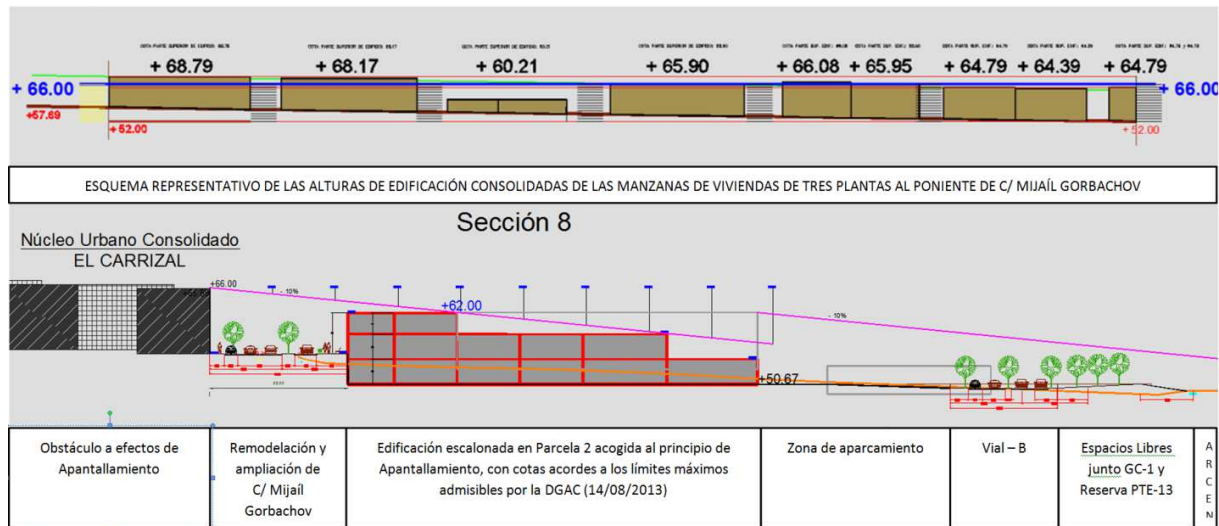 + 68.79
+ 68.17
+ 60.21
+ 65.90
+ 66.08
+ 65.95
+ 64.79
+ 64.39
+ 64.79
+ 66.00
+ 66.00
+57.69
+52.00
+52.00
ESQUEMA REPRESENTATIVO DE LAS ALTURAS DE EDIFICACIÓN CONSOLIDADAS DE LAS MANZANAS DE VIVIENDAS DE TRES PLANTAS AL PONIENTE DE C/ MIJAÍL GORBACHOV
Sección 8
Núcleo Urbano Consolidado
EL CARRIZAL
+66.00
- 10%
+62.00
- 10%
+50.67
Obstáculo a efectos de
Apantallamiento
Remodelación y
ampliación de
C/ Mijaíl
Gorbachov
Edificación escalonada en Parcela 2 acogida al principio de
Apantallamiento, con cotas acordes a los límites máximos
admisibles por la DGAC (14/08/2013)
Zona de aparcamiento
Vial – B
Espacios Libres
junto GC-1 y
Reserva PTE-13
A
R
C
E
N